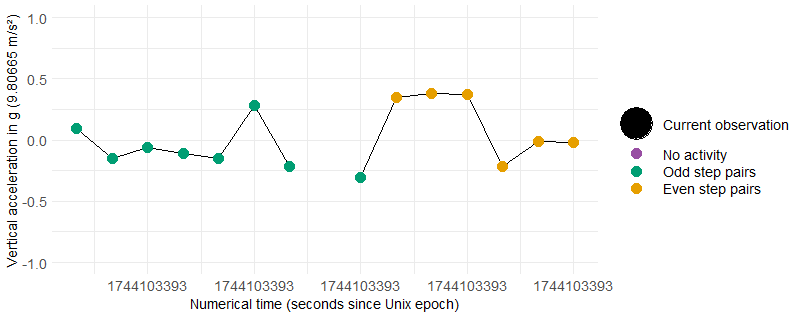 Vertical acceleration in g (9.80665 m/s²)
1.0
0.5
0.0
-0.5
-1.0
1744103393 1744103393 1744103393 1744103393 1744103393
Numerical time (seconds since Unix epoch)
Current observation
No activity
Odd step pairs
Even step pairs